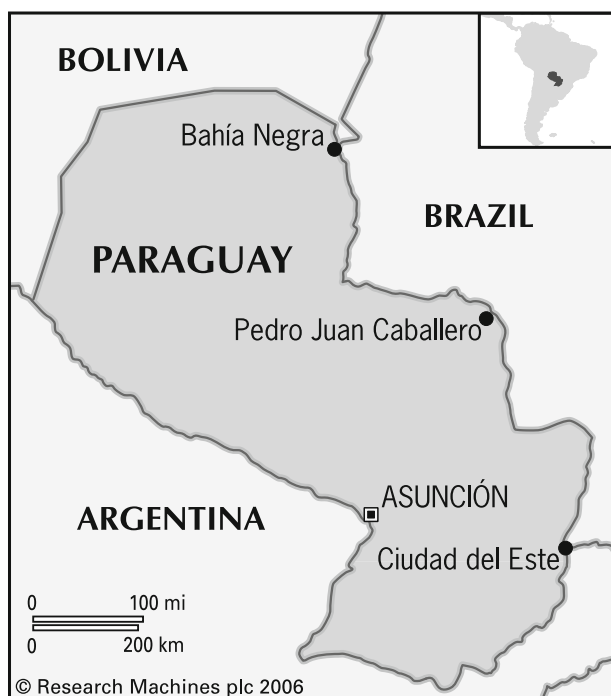 BOLIVIA
Bahía Negra
BRAZIL
PARAGUAY
Pedro Juan Caballero
ASUNCIÓN
ARGENTINA
Ciudad del Este
0 100 mi
0 200 km
© Research Machines plc 2006